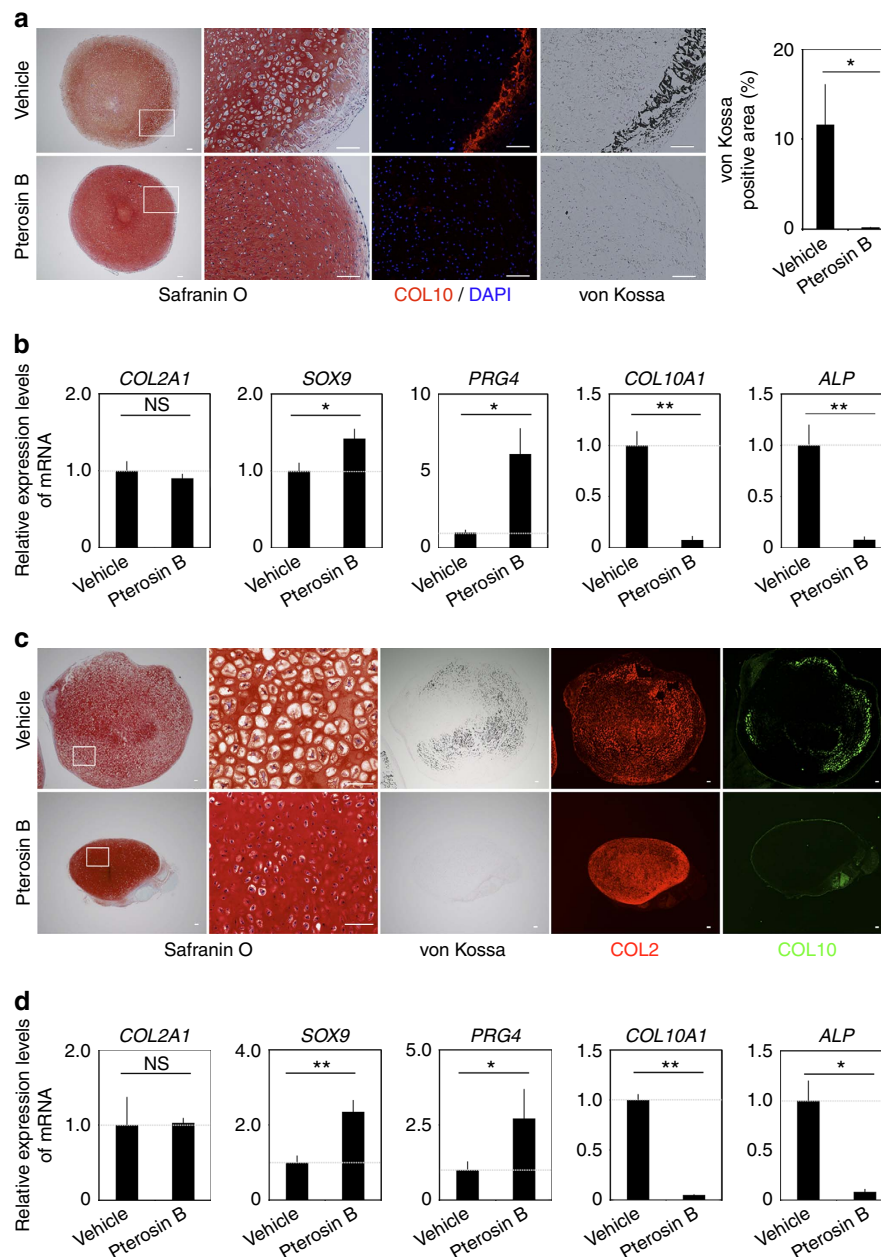 a
Vehicle
Pterosin B
Safranin O
COL10 / DAPI
von Kossa
von Kossa
positive area (%)
20
10
0
*
Vehicle
Pterosin B
b
Relative expression levels
of mRNA
COL2A1
2.0
1.0
0
NS
Vehicle
Pterosin B
SOX9
2.0
1.0
0
*
Vehicle
Pterosin B
PRG4
10
5
0
*
Vehicle
Pterosin B
COL10A1
1.5
1.0
0.5
0
**
Vehicle
Pterosin B
ALP
1.5
1.0
0.5
0
**
Vehicle
Pterosin B
c
Vehicle
Pterosin B
Safranin O
von Kossa
COL2
COL10
d
Relative expression levels
of mRNA
COL2A1
2.0
1.0
0
NS
Vehicle
Pterosin B
SOX9
4.0
2.0
0
**
Vehicle
Pterosin B
PRG4
5.0
2.5
0
*
Vehicle
Pterosin B
COL10A1
1.5
1.0
0.5
0
**
Vehicle
Pterosin B
ALP
1.5
1.0
0.5
0
*
Vehicle
Pterosin B